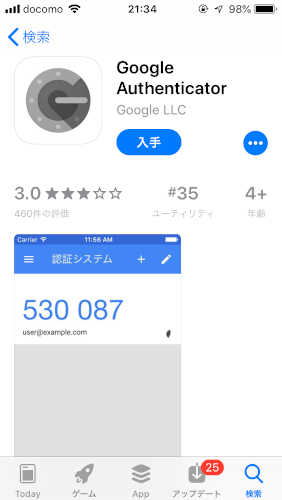 docomo 21:34 98%
検索
Google
Authenticator
Google LLC
入手
3.0 #35 4+
460件の評価 ユーティリティ 年齢
Carrier 11:56 AM
認証システム
530 087
user@example.com
25
Today ゲーム App アップデート 検索